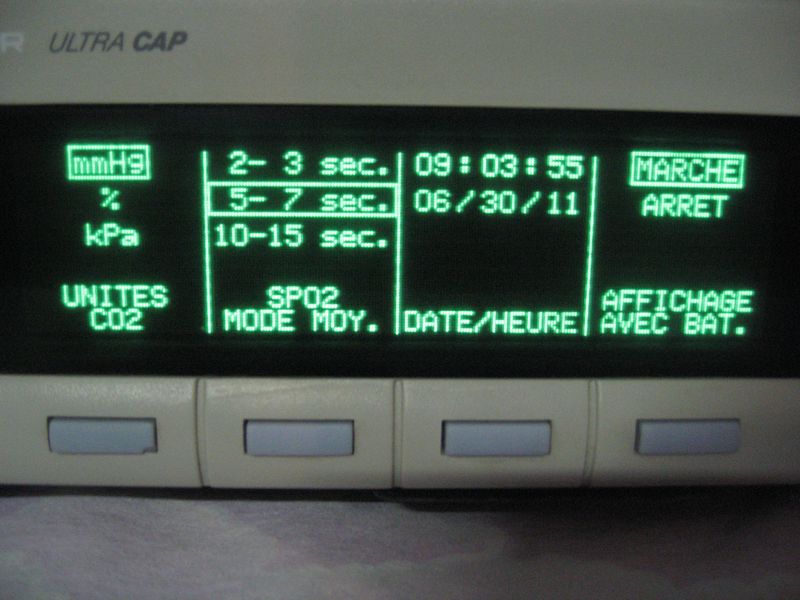 R ULTRA CAP
mmHg
%
kPa
UNITES
CO2
2- 3 sec.
5- 7 sec.
10-15 sec.
SPO2
MODE MOY.
09:03:55
06/30/11
DATE/HEURE
MARCHE
ARRET
AFFICHAGE
AVEC BAT.